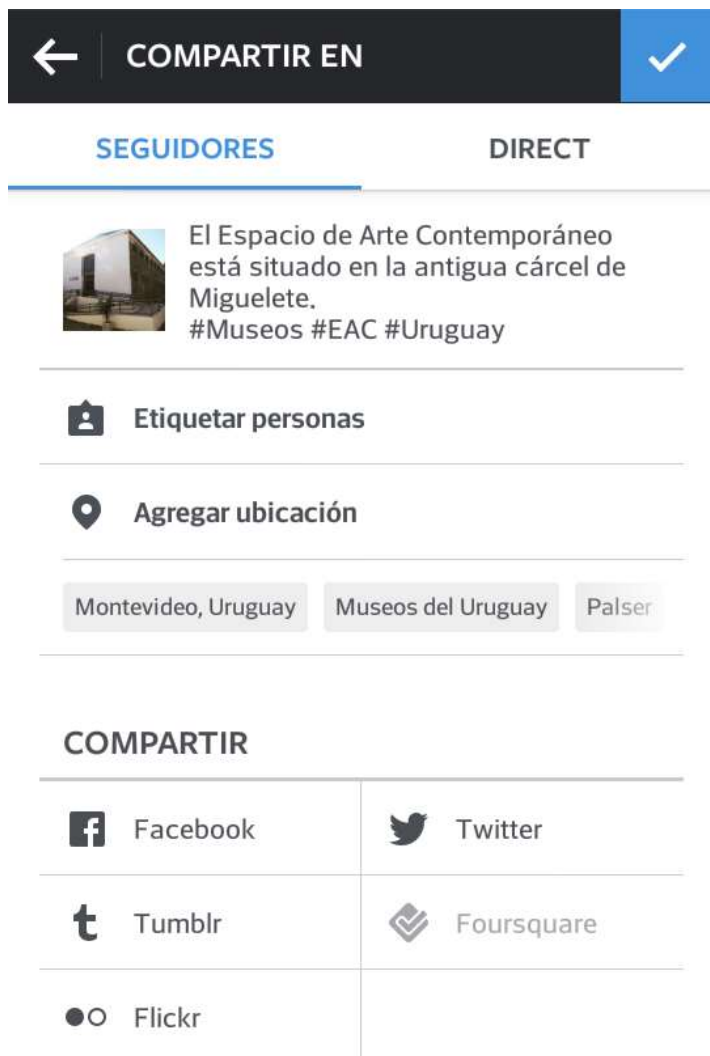 COMPARTIR EN
SEGUIDORES
DIRECT
El Espacio de Arte Contemporáneo
está situado en la antigua cárcel de
Miguelete.
#Museos #EAC #Uruguay
Etiquetar personas
Agregar ubicación
Montevideo, Uruguay
Museos del Uruguay
Palser
COMPARTIR
Facebook
Twitter
Tumblr
Foursquare
Flickr